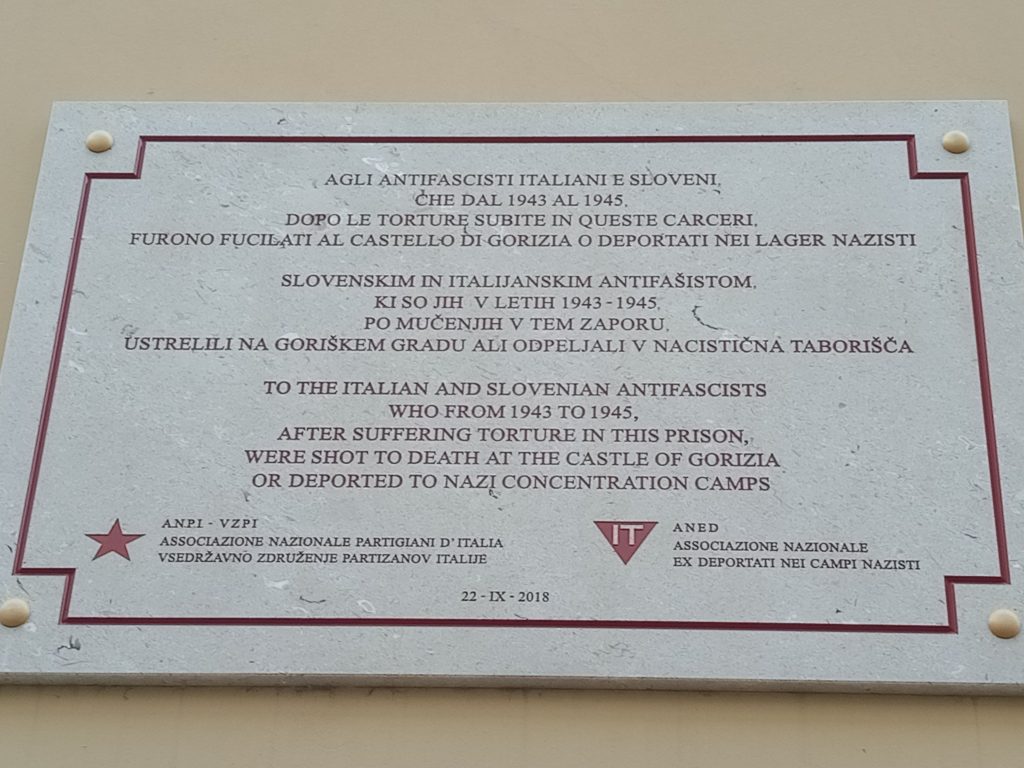 AGLI ANTIFASCISTI ITALIANI E SLOVENI,
CHE DAL 1943 AL 1945,
DOPO LE TORTURE SUBITE IN QUESTE CARCERI,
FURONO FUCILATI AL CASTELLO DI GORIZIA O DEPORTATI NEI LAGER NAZISTI
SLOVENSKIM IN ITALIJANSKIM ANTIFAŠISTOM,
KI SO JIH V LETIH 1943-1945,
PO MUČENJIH V TEM ZAPORU,
USTRELILI NA GORIŠKEM GRADU ALI ODPELJALI V NACISTIČNA TABORIŠČA
TO THE ITALIAN AND SLOVENIAN ANTIFASCISTS
WHO FROM 1943 TO 1945,
AFTER SUFFERING TORTURE IN THIS PRISON,
WERE SHOT TO DEATH AT THE CASTLE OF GORIZIA
OR DEPORTED TO NAZI CONCENTRATION CAMPS
ANPI - VZPI
ASSOCIAZIONE NAZIONALE PARTIGIANI D'ITALIA
VSEDRŽAVNO ZDRUŽENJE PARTIZANOV ITALIJE
IT
ANED
ASSOCIAZIONE NAZIONALE
EX DEPORTATI NEI CAMPI NAZISTI
22 - IX - 2018